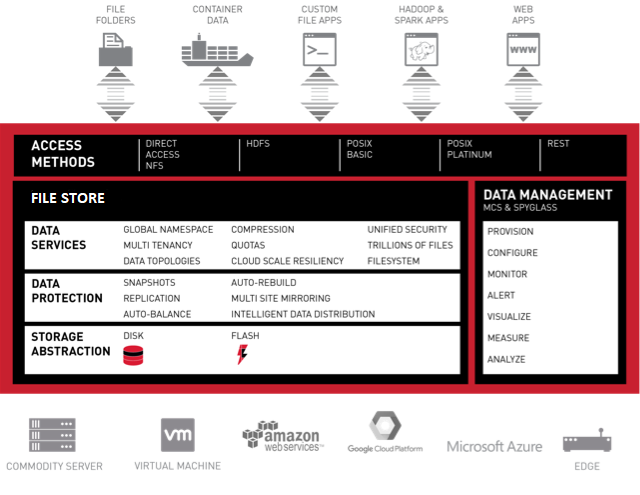 FILE
FOLDERS
CONTAINER
DATA
CUSTOM
FILE APPS
HADOOP &
SPARK APPS
WEB
APPS
>_
www
ACCESS
METHODS
DIRECT
ACCESS
NFS
HDFS
POSIX
BASIC
POSIX
PLATINUM
REST
FILE STORE
DATA
SERVICES
GLOBAL NAMESPACE
MULTI TENANCY
DATA TOPOLOGIES
COMPRESSION
QUOTAS
CLOUD SCALE RESILIENCY
UNIFIED SECURITY
TRILLIONS OF FILES
FILESYSTEM
DATA
PROTECTION
SNAPSHOTS
REPLICATION
AUTO-BALANCE
AUTO-REBUILD
MULTI SITE MIRRORING
INTELLIGENT DATA DISTRIBUTION
STORAGE
ABSTRACTION
DISK
FLASH
DATA MANAGEMENT
MCS & SPYGLASS
PROVISION
CONFIGURE
MONITOR
ALERT
VISUALIZE
MEASURE
ANALYZE
COMMODITY SERVER
vm
VIRTUAL MACHINE
amazon
webservices™
Google Cloud Platform
Microsoft Azure
EDGE